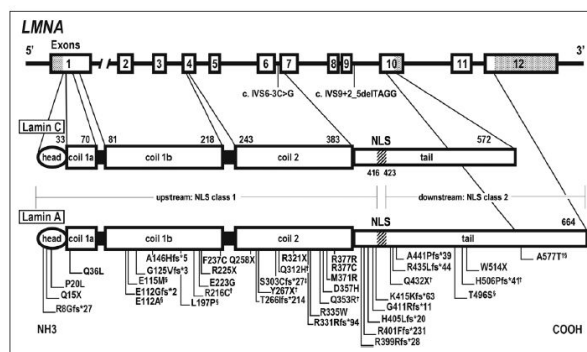 LMNA
5' Exons 3'
1 2 3 4 5 6 7 8 9 10 11 12
c. IVS6-3C>G c. IVS9+2_5delTAGG
Lamin C
33 70 81 218 243 383 NLS 572
head coil 1a coil 1b coil 2 tail
416 423
upstream: NLS class 1 downstream: NLS class 2
Lamin A 664
NLS
head coil 1a coil 1b coil 2 tail
Q36L
P20L
Q15X
R8Gfs*27
NH3
A146Hfs*5
G125Vfs*3
E115M§
E112Gfs*2
E112A§
F237C
R225X
E223G
R216C†
L197P§
Q258X
R321X
Q312H†
S303Cfs*27‡
Y267X†
T266Ifs*214
R377R
R377C
M371R
D357H
Q353R†
R335W
R331Rfs*94
Q432X†
K415Kfs*63
G411Rfs*11
H405Lfs*20
R401Ffs*231
R399Rfs*28
A441Pfs*39
R435Lfs*44
W514X
H506Pfs*41†
T496S§
A577T†§
COOH